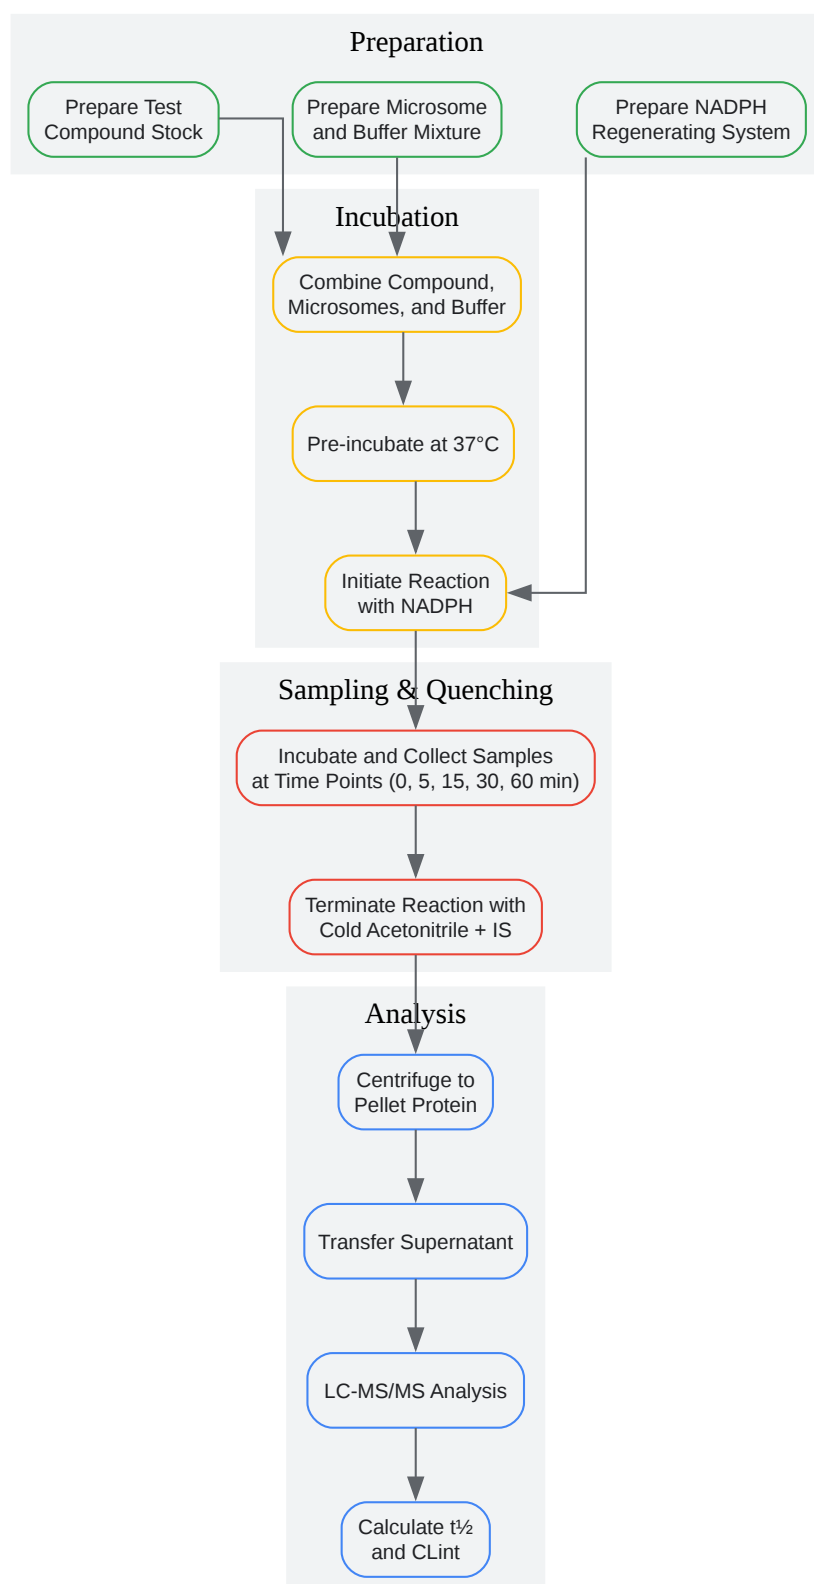 Preparation
Prepare Test
Compound Stock
Prepare Microsome
and Buffer Mixture
Prepare NADPH
Regenerating System
Incubation
Combine Compound,
Microsomes, and Buffer
Pre-incubate at 37°C
Initiate Reaction
with NADPH
Sampling & Quenching
Incubate and Collect Samples
at Time Points (0, 5, 15, 30, 60 min)
Terminate Reaction with
Cold Acetonitrile + IS
Analysis
Centrifuge to
Pellet Protein
Transfer Supernatant
LC-MS/MS Analysis
Calculate t½
and CLint